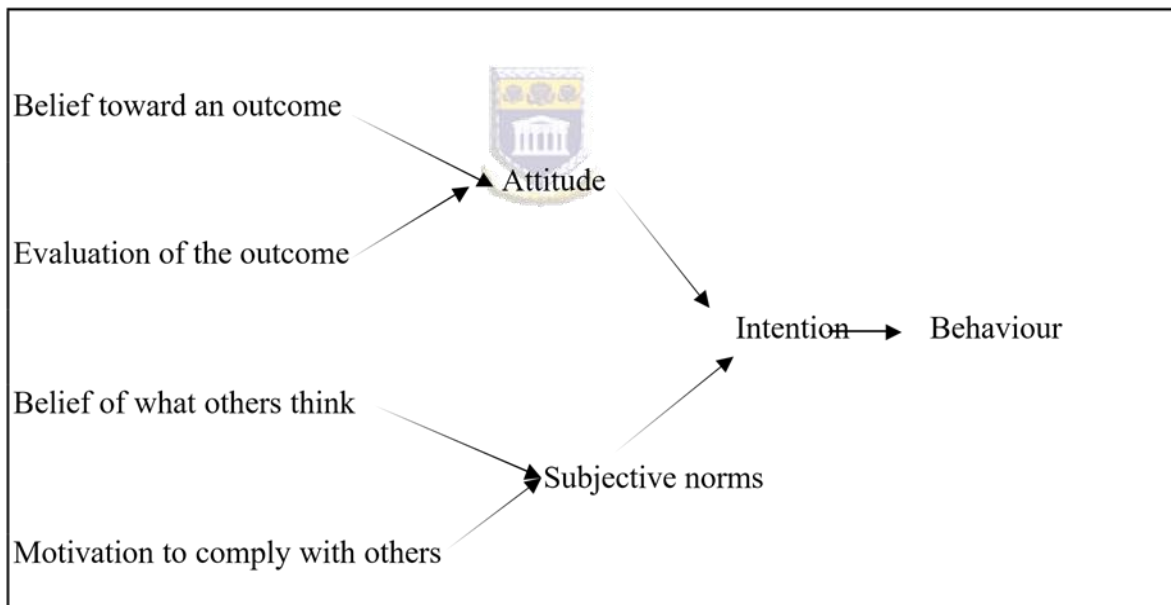 Belief toward an outcome
Attitude
Evaluation of the outcome
Intention
Behaviour
Belief of what others think
Subjective norms
Motivation to comply with others